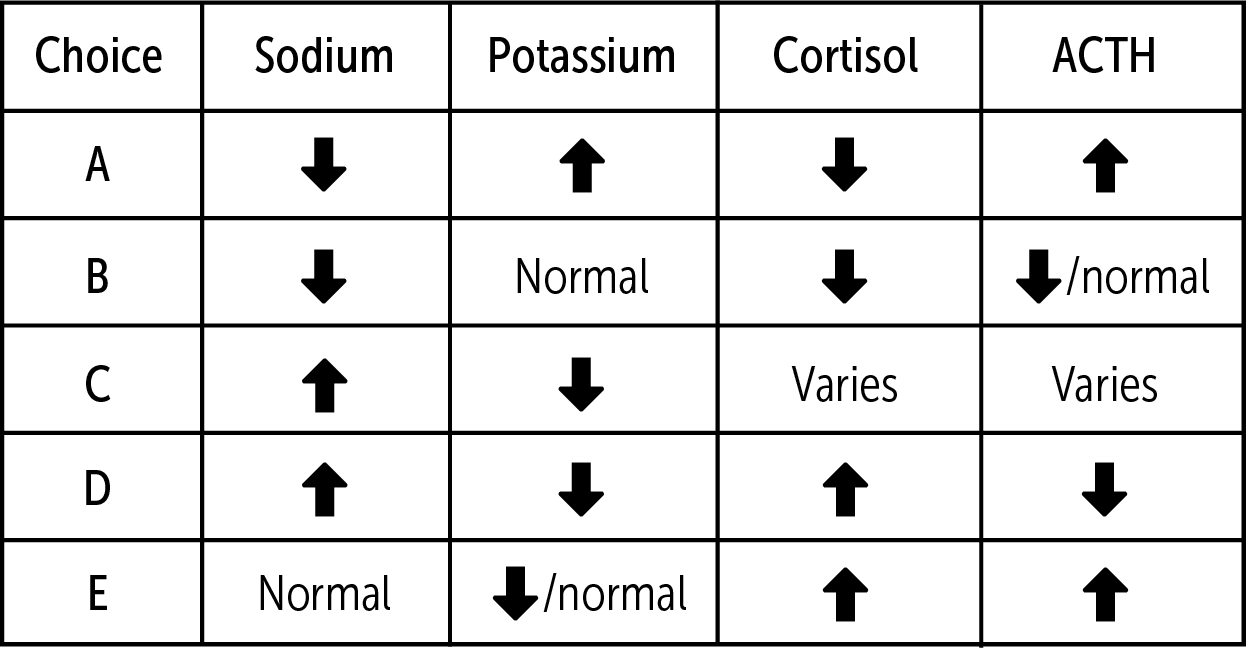 Choice Sodium Potassium Cortisol ACTH
A ↓ ↑ ↓ ↑
B ↓ Normal ↓ ↓/normal
C ↑ ↓ Varies Varies
D ↑ ↓ ↑ ↓
E Normal ↓/normal ↑ ↑